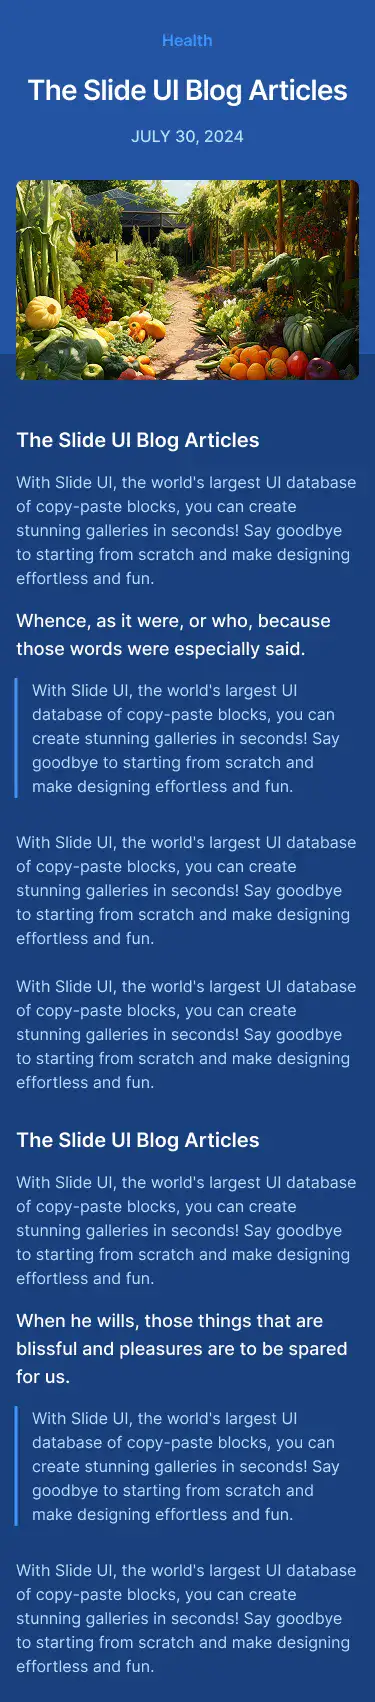 Health
The Slide UI Blog Articles
JULY 30, 2024
The Slide UI Blog Articles
With Slide UI, the world's largest UI database
of copy-paste blocks, you can create
stunning galleries in seconds! Say goodbye
to starting from scratch and make designing
effortless and fun.
Whence, as it were, or who, because
those words were especially said.
With Slide UI, the world's largest UI
database of copy-paste blocks, you can
create stunning galleries in seconds! Say
goodbye to starting from scratch and
make designing effortless and fun.
With Slide UI, the world's largest UI database
of copy-paste blocks, you can create
stunning galleries in seconds! Say goodbye
to starting from scratch and make designing
effortless and fun.
With Slide UI, the world's largest UI database
of copy-paste blocks, you can create
stunning galleries in seconds! Say goodbye
to starting from scratch and make designing
effortless and fun.
The Slide UI Blog Articles
With Slide UI, the world's largest UI database
of copy-paste blocks, you can create
stunning galleries in seconds! Say goodbye
to starting from scratch and make designing
effortless and fun.
When he wills, those things that are
blissful and pleasures are to be spared
for us.
With Slide UI, the world's largest UI
database of copy-paste blocks, you can
create stunning galleries in seconds! Say
goodbye to starting from scratch and
make designing effortless and fun.
With Slide UI, the world's largest UI database
of copy-paste blocks, you can create
stunning galleries in seconds! Say goodbye
to starting from scratch and make designing
effortless and fun.